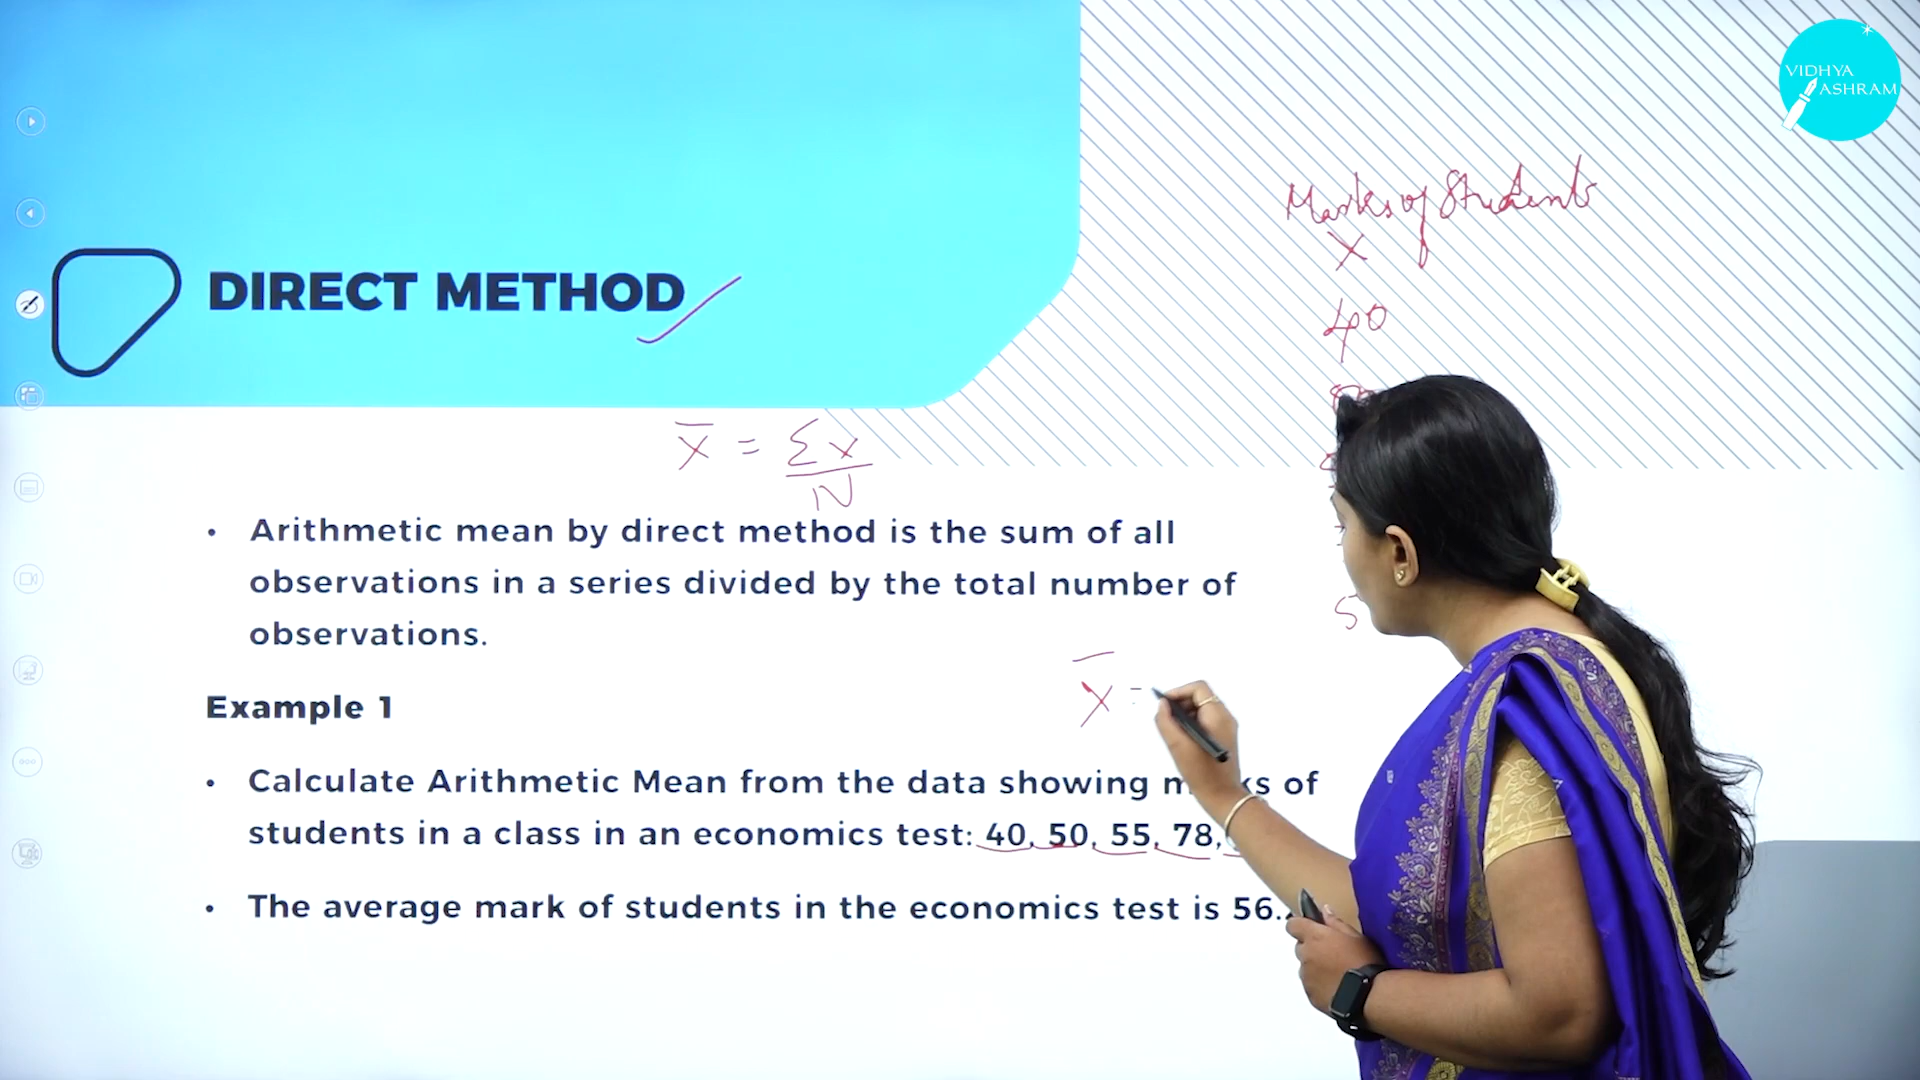 VIDHYA
ASHRAM
Marks of Students
X
40
DIRECT METHOD
X̄ = Σx
N
• Arithmetic mean by direct method is the sum of all
observations in a series divided by the total number of
observations.
5
X̄ =
Example 1
• Calculate Arithmetic Mean from the data showing of
students in a class in an economics test: 40, 50, 55, 78,
• The average mark of students in the economics test is 56.